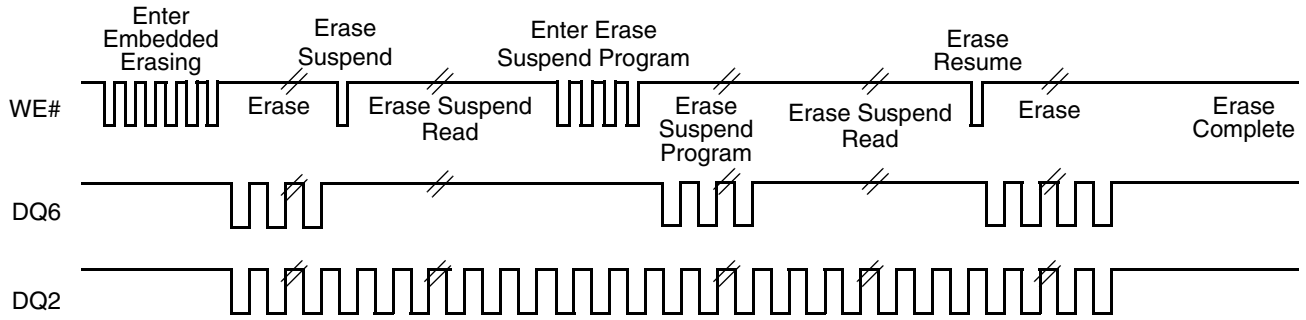 Enter
Embedded
Erasing
Erase
Suspend
Enter Erase
Suspend Program
Erase
Resume
WE#
Erase
Erase Suspend
Read
Erase
Suspend
Program
Erase Suspend
Read
Erase
Erase
Complete
DQ6
DQ2